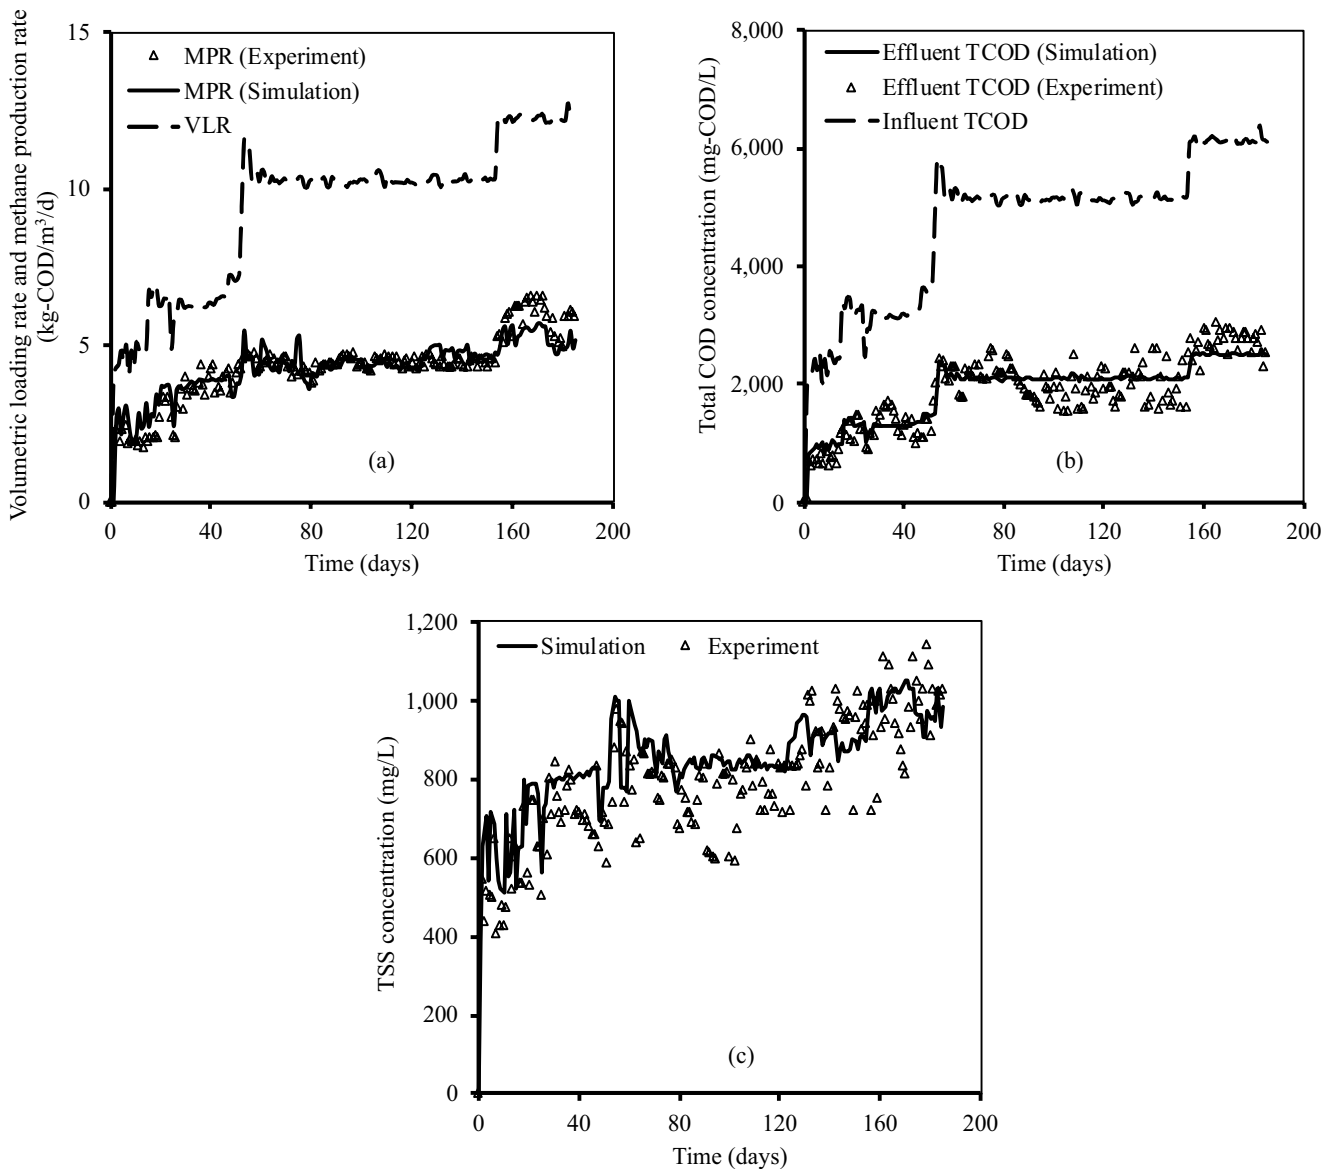 Volumetric loading rate and methane production rate
(kg-COD/m³/d)
15
10
5
0
MPR (Experiment)
MPR (Simulation)
VLR
(a)
0 40 80 120 160 200
Time (days)
Total COD concentration (mg-COD/L)
8,000
6,000
4,000
2,000
0
Effluent TCOD (Simulation)
Effluent TCOD (Experiment)
Influent TCOD
(b)
0 40 80 120 160 200
Time (days)
TSS concentration (mg/L)
1,200
1,000
800
600
400
200
0
Simulation Experiment
(c)
0 40 80 120 160 200
Time (days)